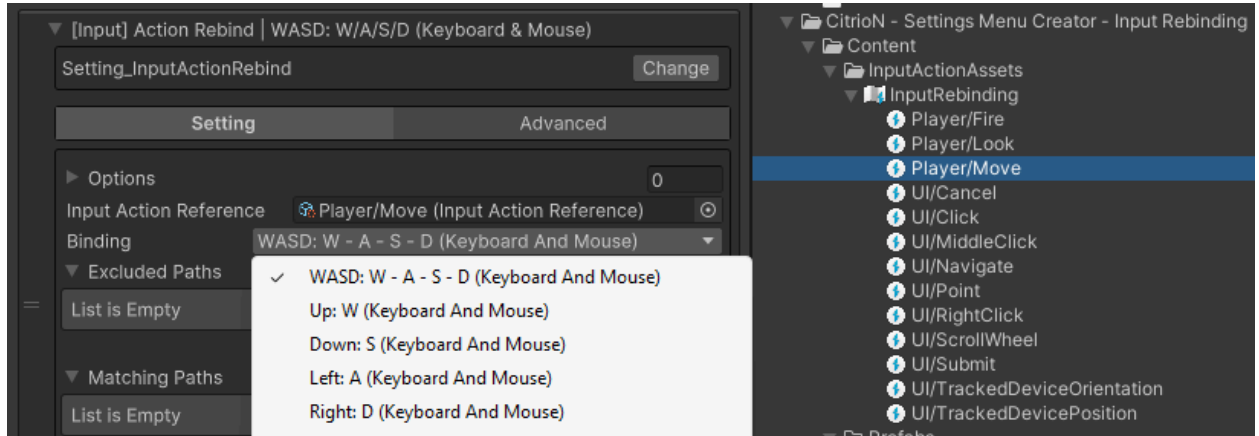 [Input] Action Rebind | WASD: W/A/S/D (Keyboard & Mouse)
Setting_InputActionRebind
Change
Setting
Advanced
Options
0
Input Action Reference
Player/Move (Input Action Reference)
Binding
WASD: W - A - S - D (Keyboard And Mouse)
Excluded Paths
List is Empty
Matching Paths
List is Empty
WASD: W - A - S - D (Keyboard And Mouse)
Up: W (Keyboard And Mouse)
Down: S (Keyboard And Mouse)
Left: A (Keyboard And Mouse)
Right: D (Keyboard And Mouse)
CitrioN - Settings Menu Creator - Input Rebinding
Content
InputActionAssets
InputRebinding
Player/Fire
Player/Look
Player/Move
UI/Cancel
UI/Click
UI/MiddleClick
UI/Navigate
UI/Point
UI/RightClick
UI/ScrollWheel
UI/Submit
UI/TrackedDeviceOrientation
UI/TrackedDevicePosition